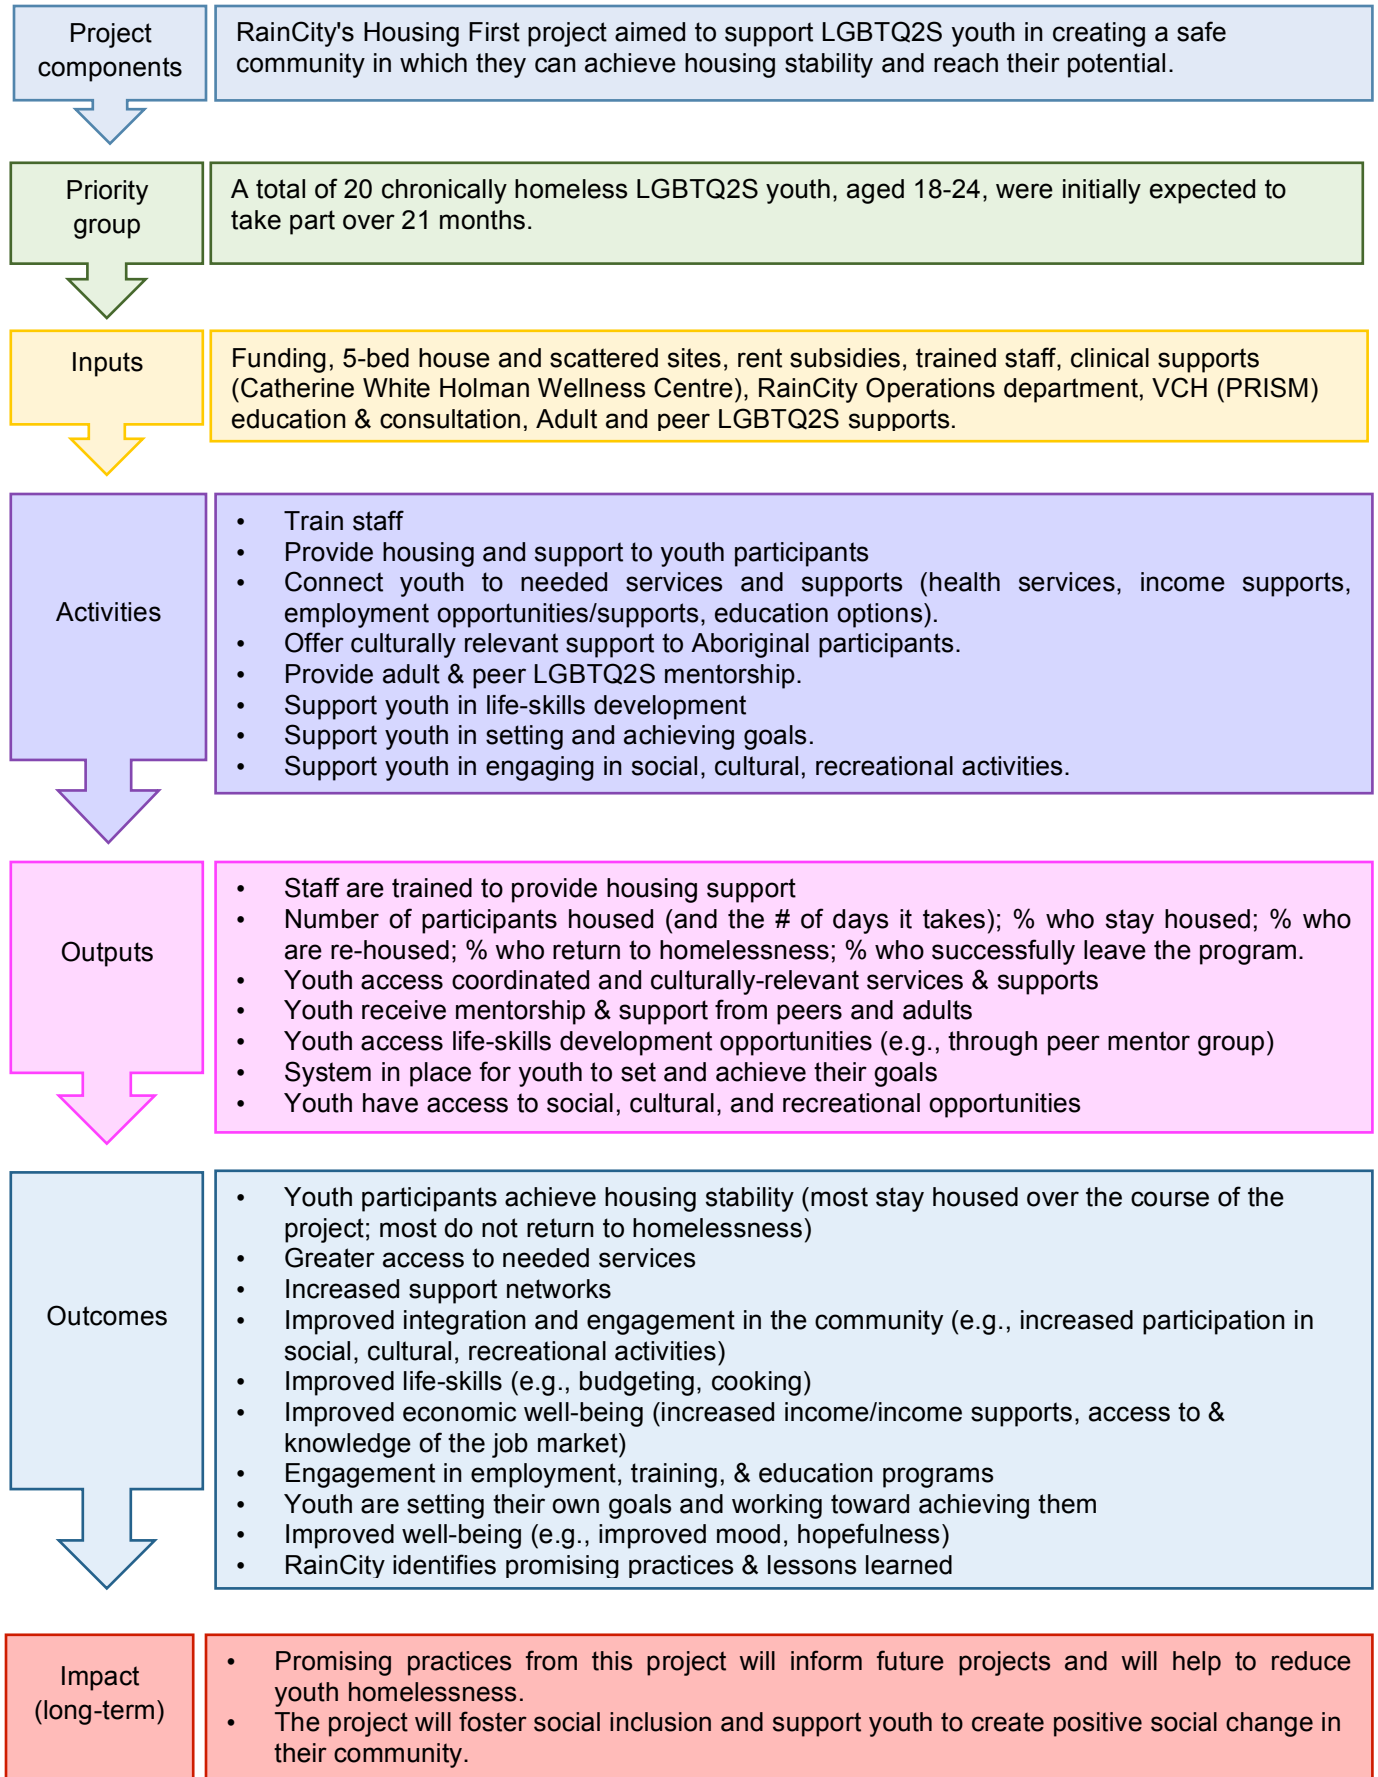 Project
components
RainCity's Housing First project aimed to support LGBTQ2S youth in creating a safe
community in which they can achieve housing stability and reach their potential.
Priority
group
A total of 20 chronically homeless LGBTQ2S youth, aged 18-24, were initially expected to
take part over 21 months.
Inputs
Funding, 5-bed house and scattered sites, rent subsidies, trained staff, clinical supports
(Catherine White Holman Wellness Centre), RainCity Operations department, VCH (PRISM)
education & consultation, Adult and peer LGBTQ2S supports.
Activities
• Train staff
• Provide housing and support to youth participants
• Connect youth to needed services and supports (health services, income supports,
employment opportunities/supports, education options).
• Offer culturally relevant support to Aboriginal participants.
• Provide adult & peer LGBTQ2S mentorship.
• Support youth in life-skills development
• Support youth in setting and achieving goals.
• Support youth in engaging in social, cultural, recreational activities.
Outputs
• Staff are trained to provide housing support
• Number of participants housed (and the # of days it takes); % who stay housed; % who
are re-housed; % who return to homelessness; % who successfully leave the program.
• Youth access coordinated and culturally-relevant services & supports
• Youth receive mentorship & support from peers and adults
• Youth access life-skills development opportunities (e.g., through peer mentor group)
• System in place for youth to set and achieve their goals
• Youth have access to social, cultural, and recreational opportunities
Outcomes
• Youth participants achieve housing stability (most stay housed over the course of the
project; most do not return to homelessness)
• Greater access to needed services
• Increased support networks
• Improved integration and engagement in the community (e.g., increased participation in
social, cultural, recreational activities)
• Improved life-skills (e.g., budgeting, cooking)
• Improved economic well-being (increased income/income supports, access to &
knowledge of the job market)
• Engagement in employment, training, & education programs
• Youth are setting their own goals and working toward achieving them
• Improved well-being (e.g., improved mood, hopefulness)
• RainCity identifies promising practices & lessons learned
Impact
(long-term)
• Promising practices from this project will inform future projects and will help to reduce
youth homelessness.
• The project will foster social inclusion and support youth to create positive social change in
their community.